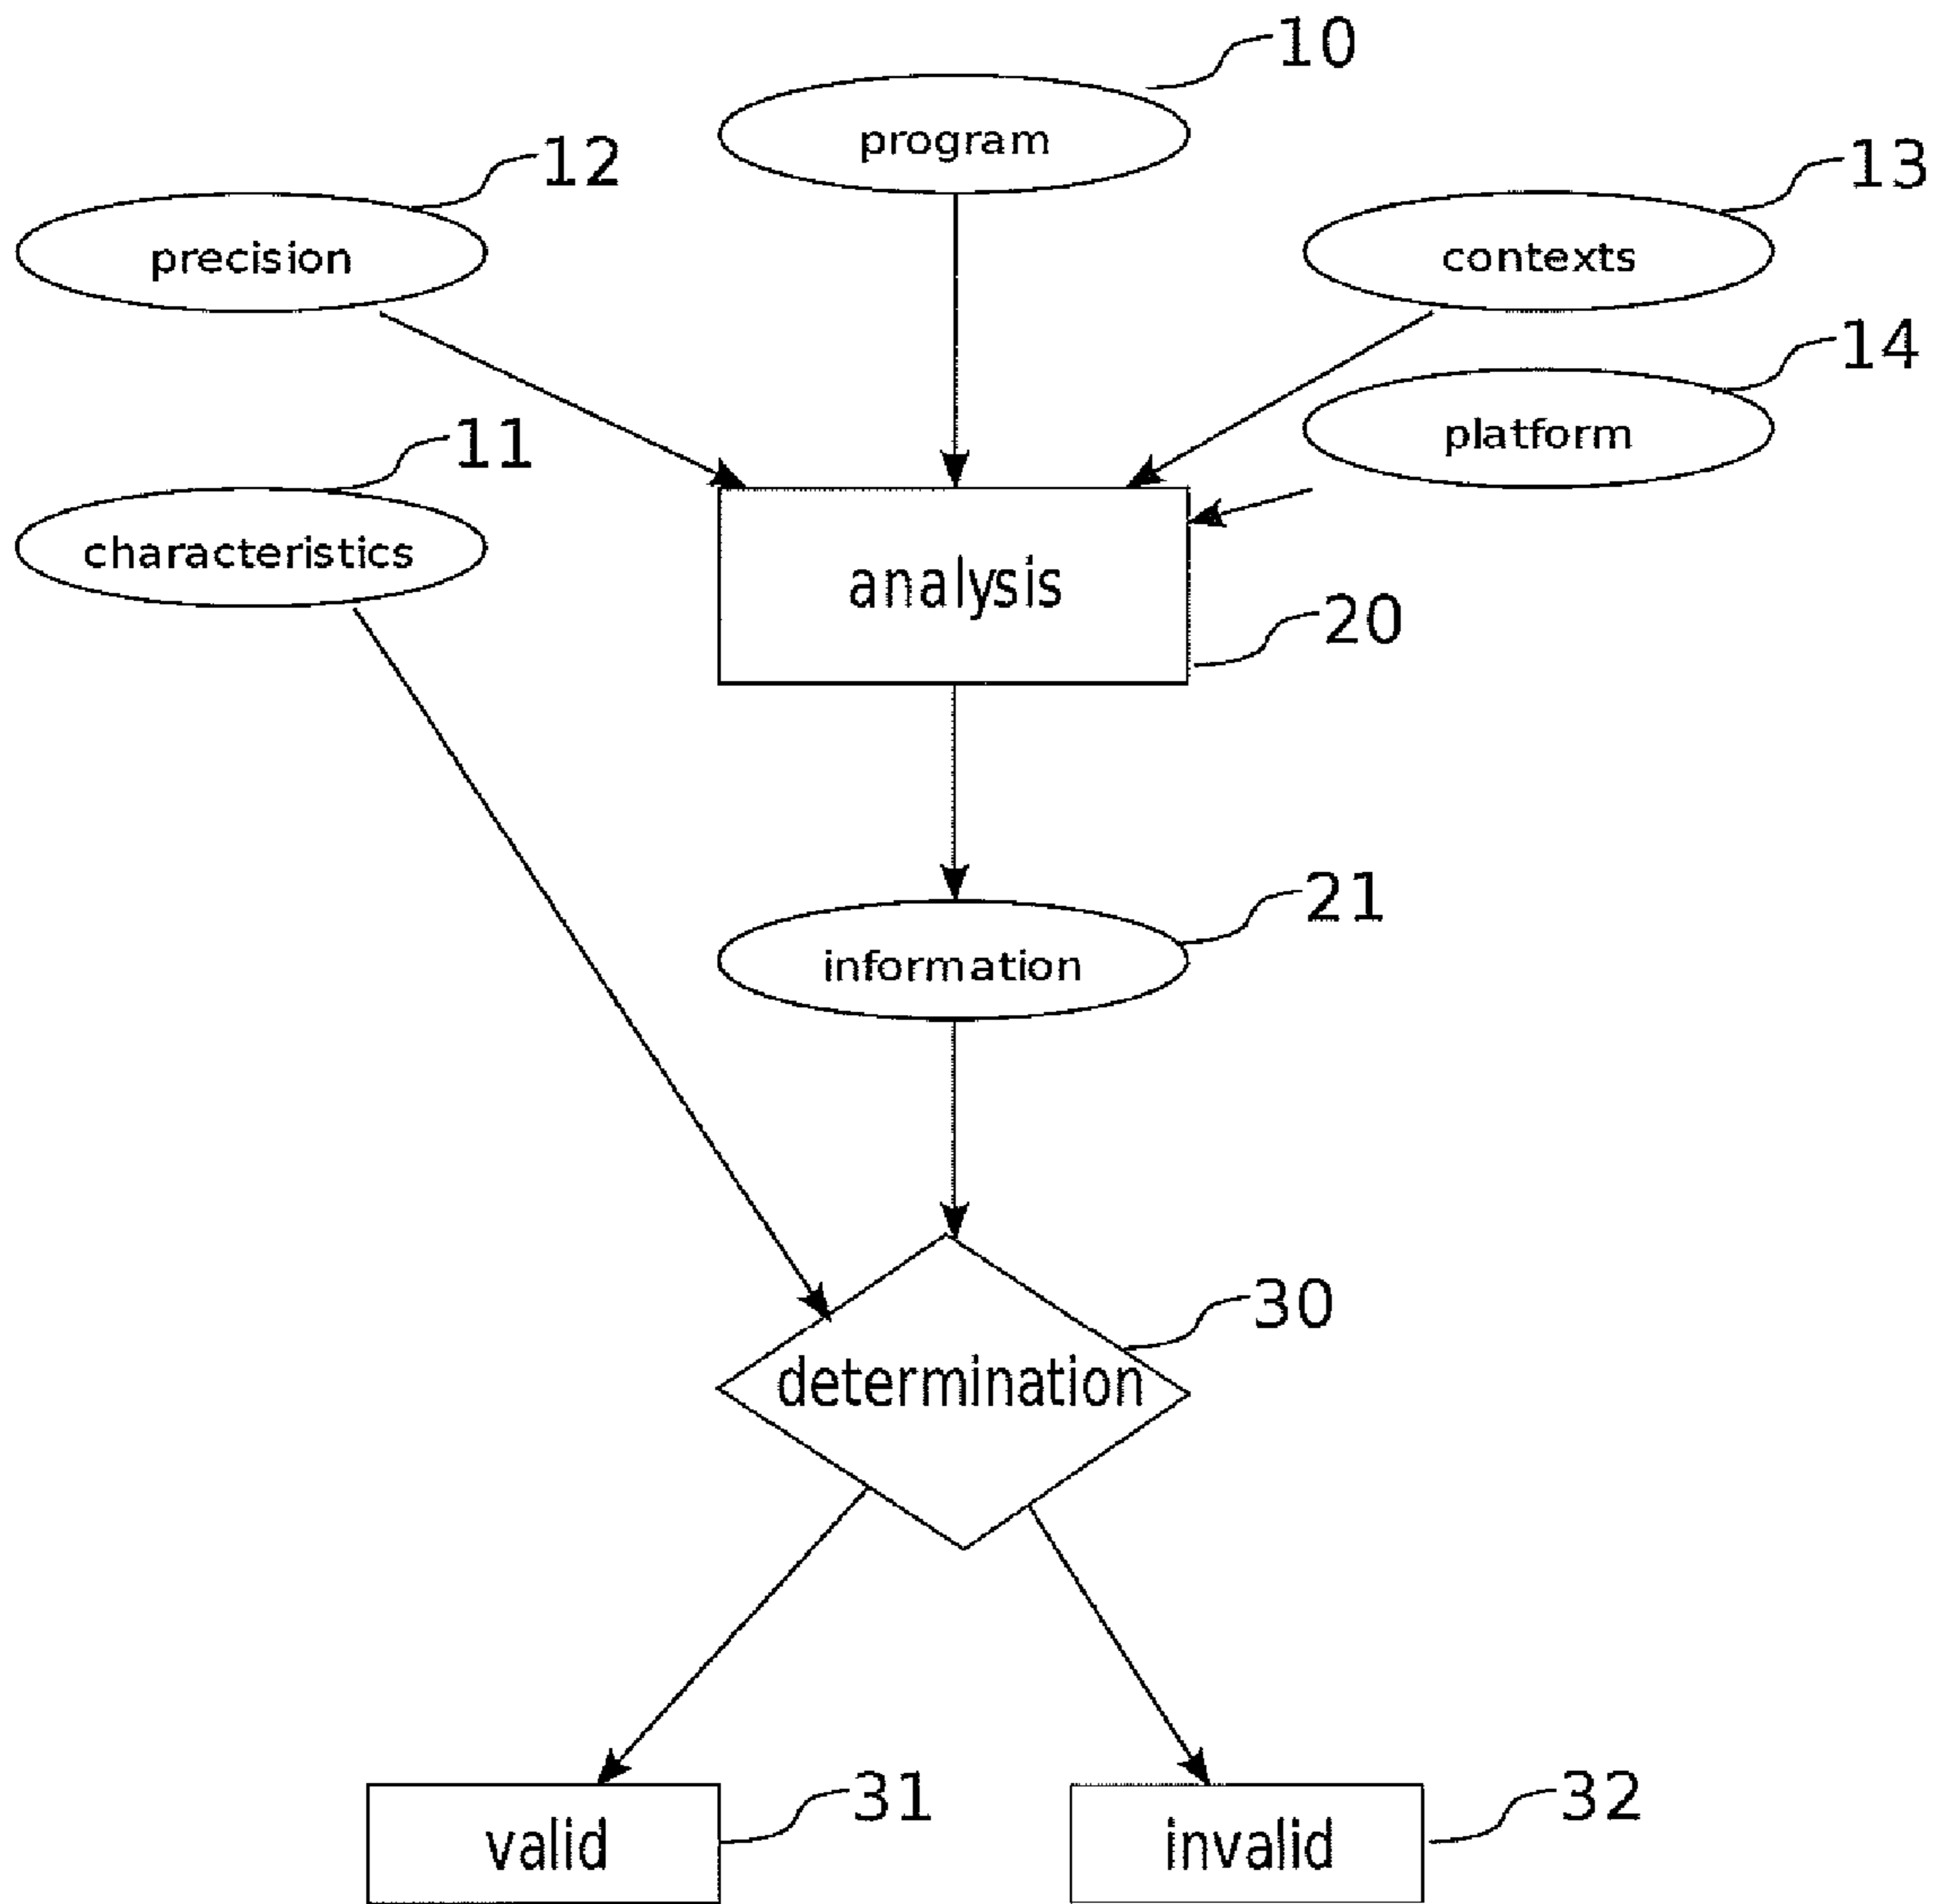 10
program
12
13
precision
contexts
14
11
platform
characteristics
analysis
20
21
information
30
determination
31
32
valid
invalid